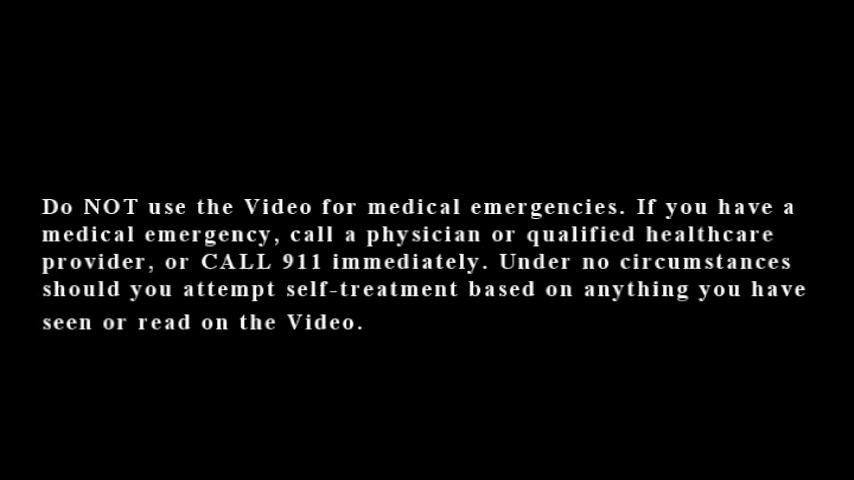 Do NOT use the Video for medical emergencies. If you have a
medical emergency, call a physician or qualified healthcare
provider, or CALL 911 immediately. Under no circumstances
should you attempt self-treatment based on anything you have
seen or read on the Video.